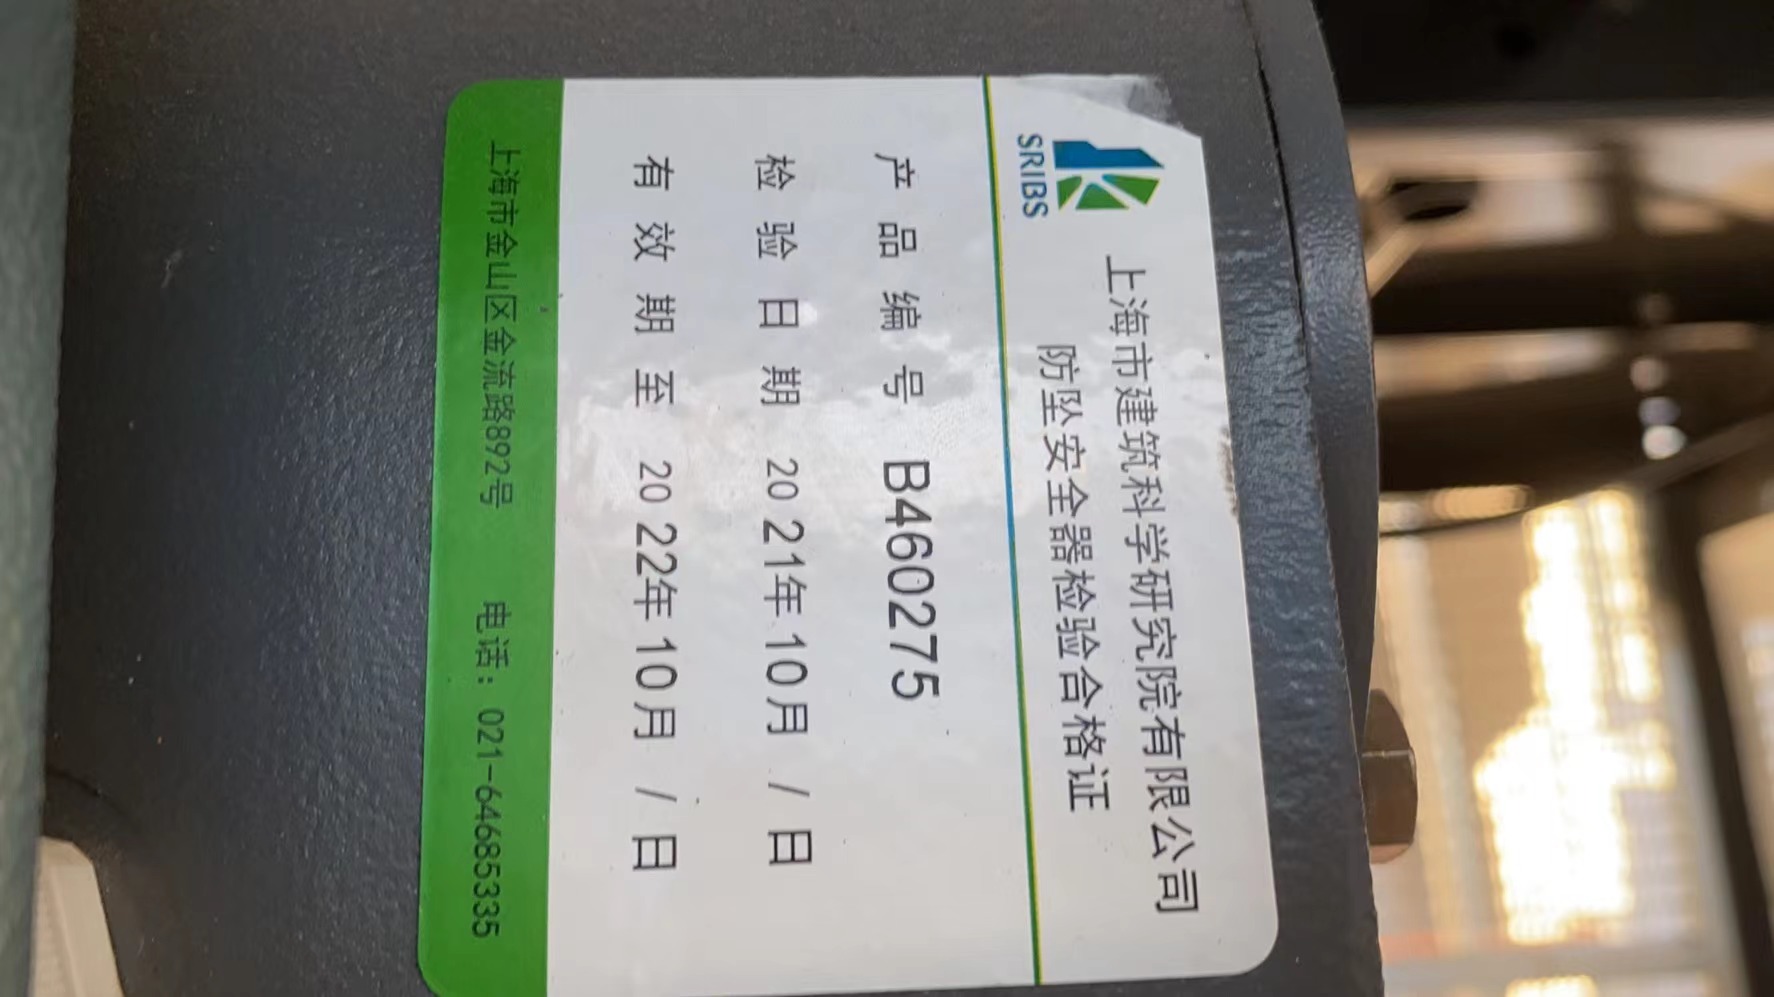 SRIBS
上海市建筑科学研究院有限公司
防坠安全器检验合格证
产品编号 B460275
检验日期 2021年10月 / 日
有效期至 2022年10月 / 日
上海市金山区金流路892号 电话：021-64685335